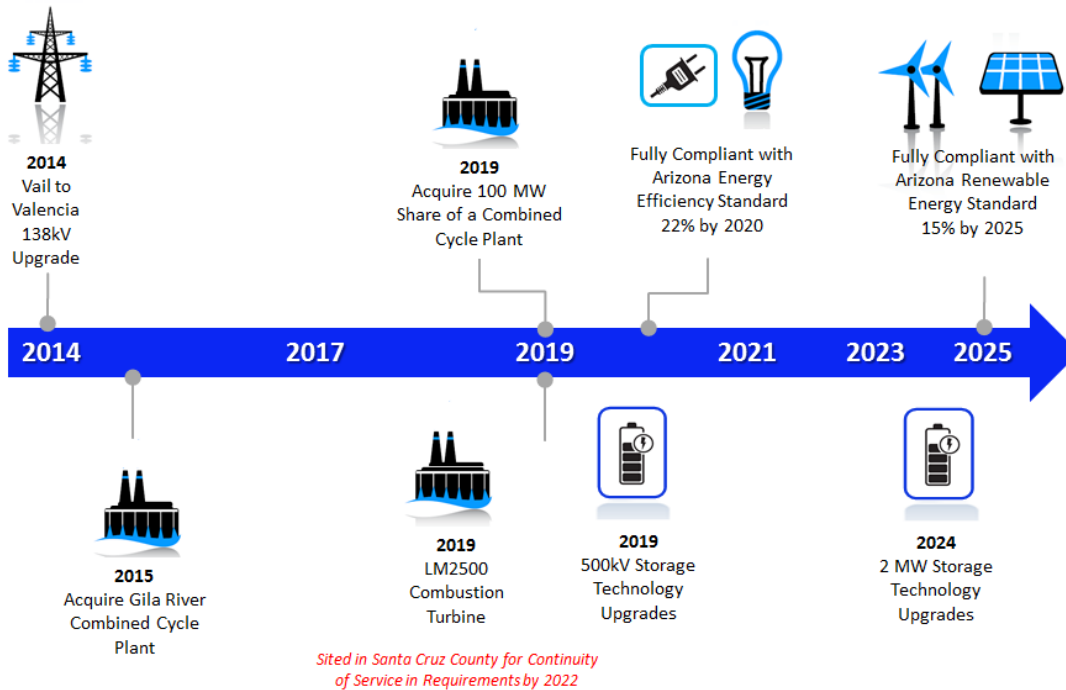 2014
Vail to
Valencia
138kV
Upgrade
2019
Acquire 100 MW
Share of a Combined
Cycle Plant
Fully Compliant with
Arizona Energy
Efficiency Standard
22% by 2020
Fully Compliant with
Arizona Renewable
Energy Standard
15% by 2025
2014
2017
2019
2021
2023
2025
2015
Acquire Gila River
Combined Cycle
Plant
2019
LM2500
Combustion
Turbine
2019
500kV Storage
Technology
Upgrades
2024
2 MW Storage
Technology
Upgrades
Sited in Santa Cruz County for Continuity
of Service in Requirements by 2022